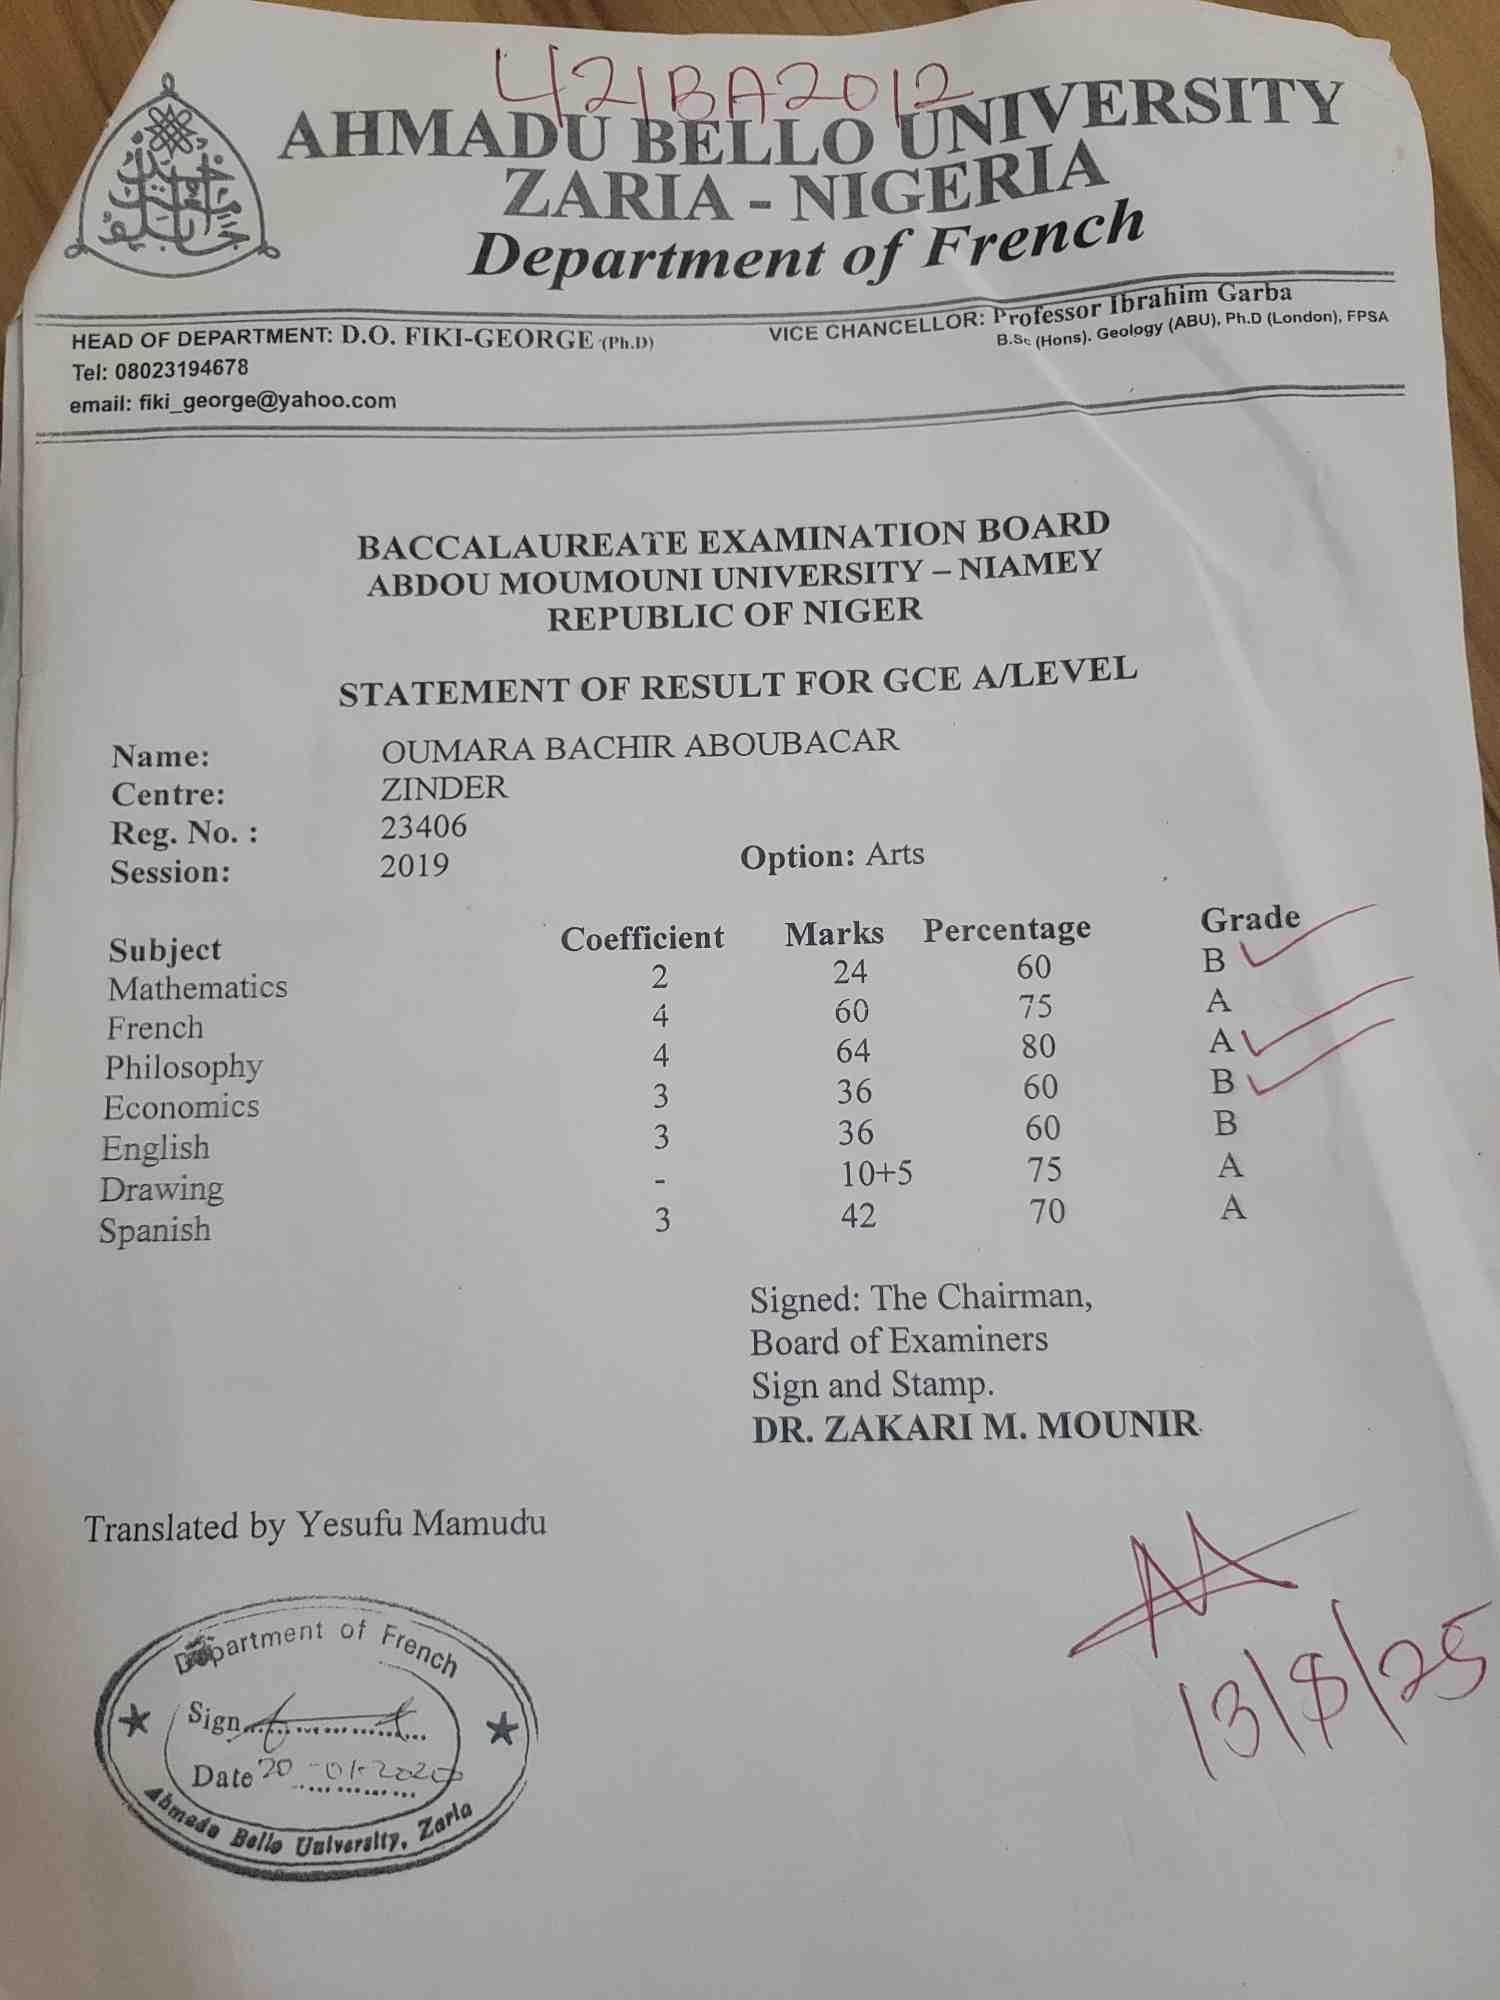 421BA2012
AHMADU BELLO UNIVERSITY
ZARIA - NIGERIA
Department of French
HEAD OF DEPARTMENT: D.O. FIKI-GEORGE (Ph.D)
Tel: 08023194678
email: fiki_george@yahoo.com
VICE CHANCELLOR: Professor Ibrahim Garba
B.Sc (Hons). Geology (ABU), Ph.D (London), FPSA
BACCALAUREATE EXAMINATION BOARD
ABDOU MOUMOUNI UNIVERSITY – NIAMEY
REPUBLIC OF NIGER
STATEMENT OF RESULT FOR GCE A/LEVEL
Name: OUMARA BACHIR ABOUBACAR
Centre: ZINDER
Reg. No. : 23406
Session: 2019 Option: Arts
Subject Coefficient Marks Percentage Grade
Mathematics 2 24 60 B
French 4 60 75 A
Philosophy 4 64 80 A
Economics 3 36 60 B
English 3 36 60 B
Drawing - 10+5 75 A
Spanish 3 42 70 A
Signed: The Chairman,
Board of Examiners
Sign and Stamp.
DR. ZAKARI M. MOUNIR
Translated by Yesufu Mamudu
Department of French
Sign
Date 20-01-2020
Ahmadu Bello University, Zaria
13/8/25